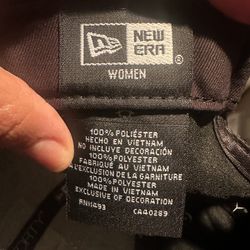 NEW
ERA®
WOMEN
100% POLIÉSTER
HECHO EN VIETNAM
NO INCLUYE DECORACIÓN
100% POLYESTER
FABRIQUÉ AU VIETNAM
A L'EXCLUSION DE LA GARNITURE
100% POLYESTER
MADE IN VIETNAM
EXCLUSIVE OF DECORATION
CA40289